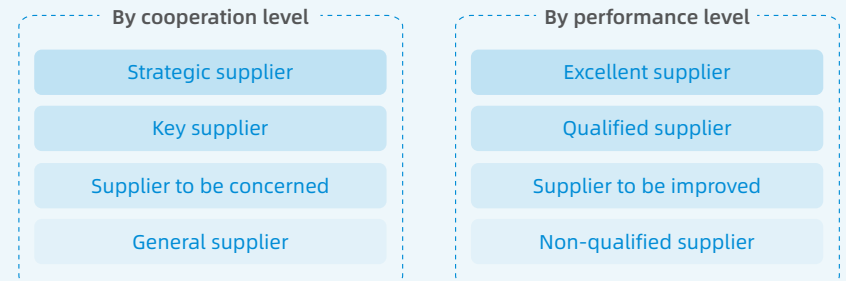 By cooperation level
Strategic supplier
Key supplier
Supplier to be concerned
General supplier
By performance level
Excellent supplier
Qualified supplier
Supplier to be improved
Non-qualified supplier